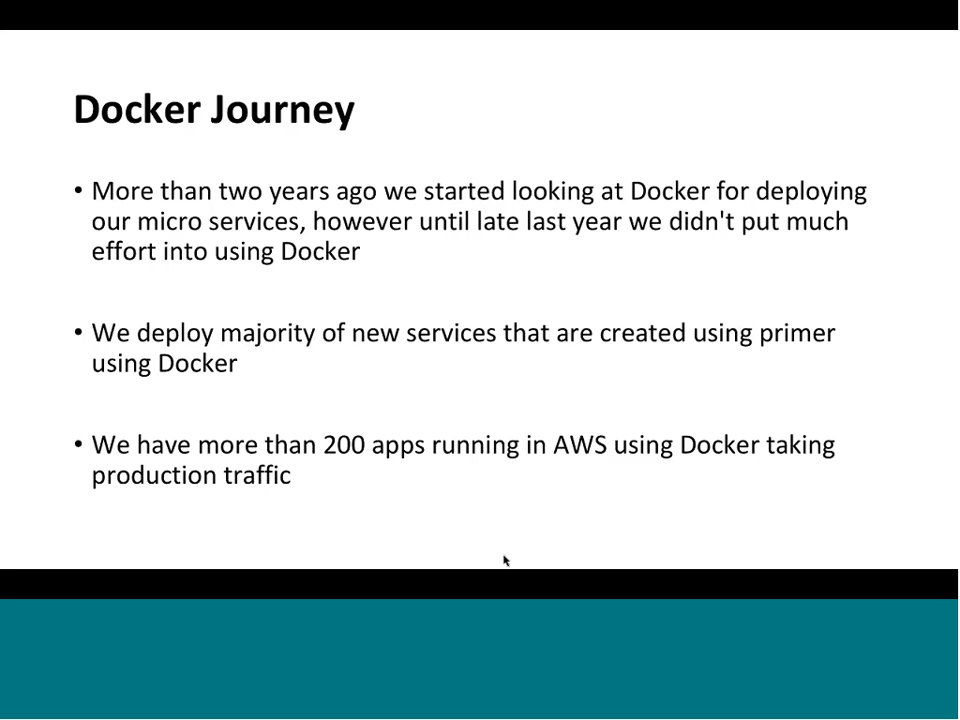 Docker Journey
• More than two years ago we started looking at Docker for deploying
our micro services, however until late last year we didn't put much
effort into using Docker
• We deploy majority of new services that are created using primer
using Docker
• We have more than 200 apps running in AWS using Docker taking
production traffic